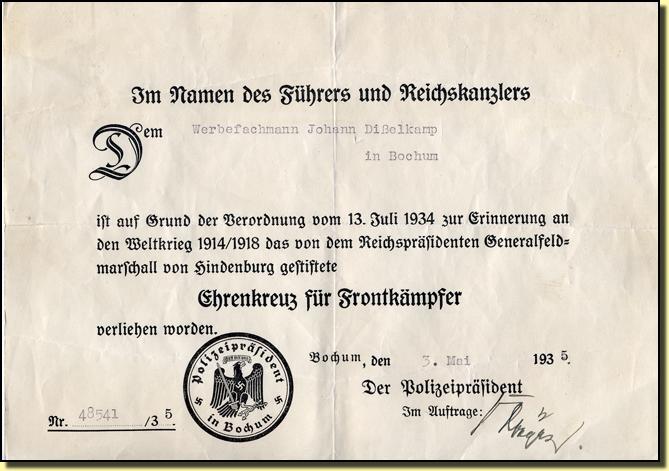 Im Namen des Führers und Reichskanzlers
Dem Werbefachmann Johann Dißelkamp
in Bochum
ist auf Grund der Verordnung vom 13. Juli 1934 zur Erinnerung an
den Weltkrieg 1914/1918 das von dem Reichspräsidenten Generalfeld-
marschall von Hindenburg gestiftete
Ehrenkreuz für Frontkämpfer
verliehen worden.
Bochum, den 3. Mai 1935.
Polizeipräsident
in Bochum
Der Polizeipräsident
Im Auftrage:
Nr. 48541 /35.